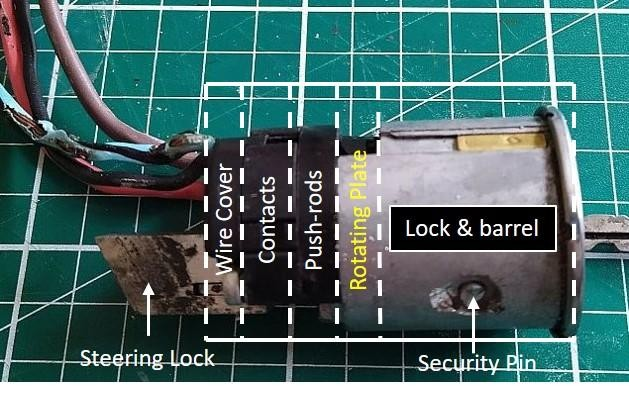 Wire Cover
Contacts
Push-rods
Rotating Plate
Lock & barrel
Steering Lock
Security Pin